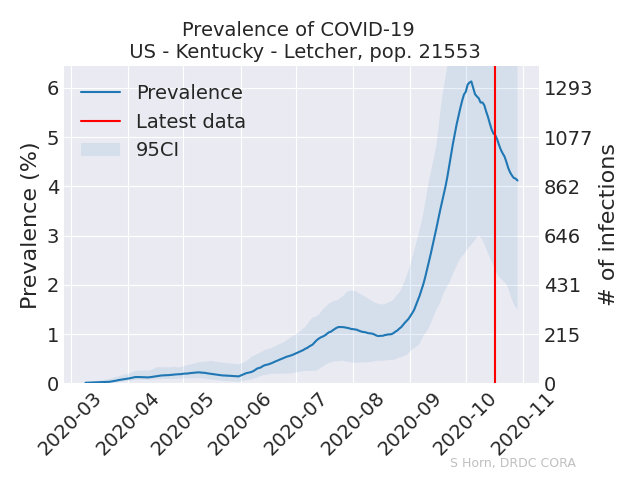 Prevalence of COVID-19
US - Kentucky - Letcher, pop. 21553
Prevalence
Latest data
95CI
Prevalence (%)
6
5
4
3
2
1
0
1293
1077
862
646
431
215
0
# of infections
2020-03
2020-04
2020-05
2020-06
2020-07
2020-08
2020-09
2020-10
2020-11
S Horn, DRDC CORA